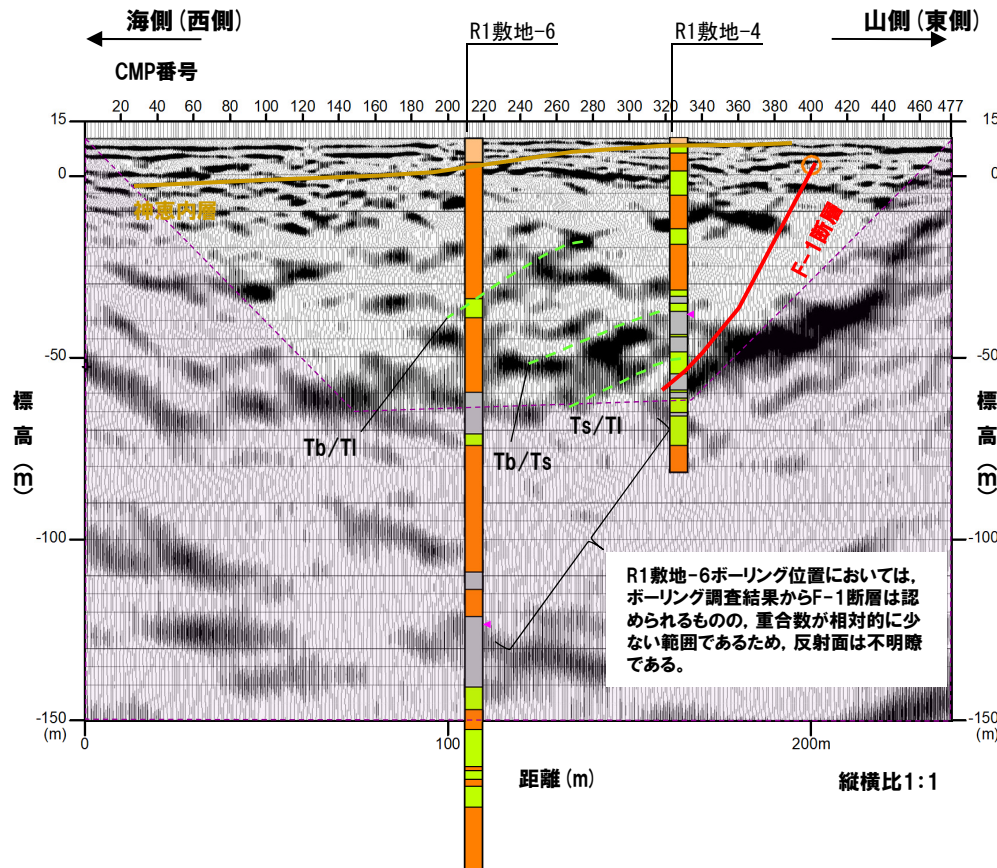 海側(西側)
R1敷地-6
R1敷地-4
山側(東側)
CMP番号
20 40 60 80 100 120 140 160 180 200 220 240 260 280 300 320 340 360 380 400 420 440 460 477
15
15
0
0
神恵内層
F-1断層
-50
-50
標高(m)
標高(m)
Tb/Tl
Tb/Ts
Ts/Tl
-100
-100
R1敷地-6ボーリング位置においては,
ボーリング調査結果からF-1断層は認
められるものの, 重合数が相対的に少
ない範囲であるため, 反射面は不明瞭
である。
-150
(m)
-150
(m)
0
100
200m
距離(m)
縦横比1:1